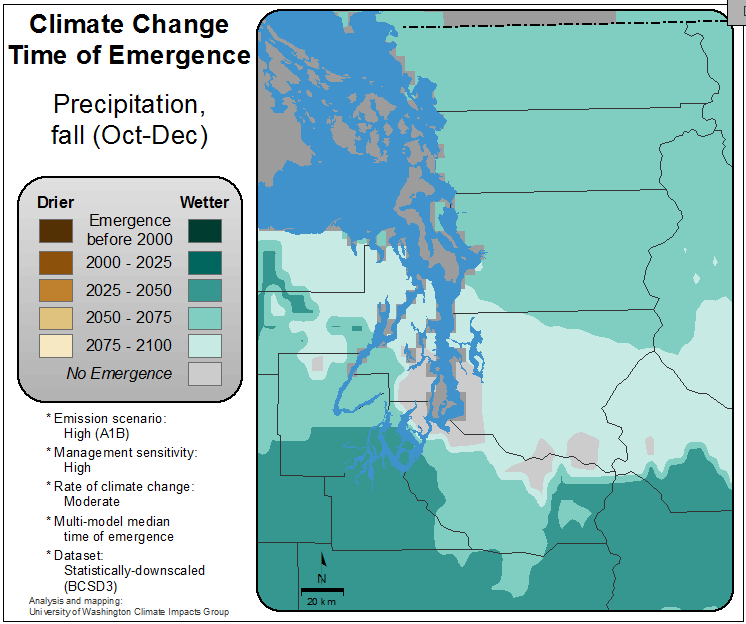 Climate Change
Time of Emergence
Precipitation,
fall (Oct-Dec)
Drier
Wetter
Emergence
before 2000
2000 - 2025
2025 - 2050
2050 - 2075
2075 - 2100
No Emergence
* Emission scenario:
High (A1B)
* Management sensitivity:
High
* Rate of climate change:
Moderate
* Multi-model median
time of emergence
* Dataset:
Statistically-downscaled
(BCSD3)
Analysis and mapping:
University of Washington Climate Impacts Group
N
20 km